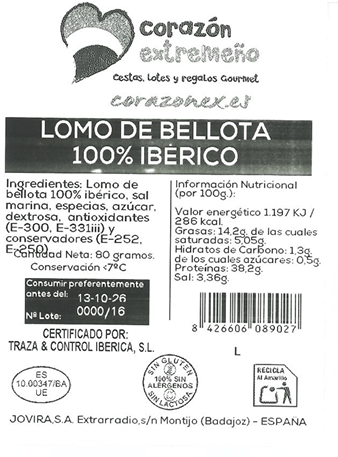 corazón
extremeño
Cestas, lotes y regalos Gourmet
corazonex.es
LOMO DE BELLOTA
100% IBÉRICO
Ingredientes: Lomo de
bellota 100% ibérico, sal
marina, especias, azúcar,
dextrosa, antioxidantes
(E-300, E-331iii) y
conservadores (E-252,
E-250).
Cantidad Neta: 80 gramos.
Conservación <7ºC
Consumir preferentemente
antes del: 13-10-26
Nº Lote: 0000/16
CERTIFICADO POR:
TRAZA & CONTROL IBERICA, S.L.
Información Nutricional
(por 100g.):
Valor energético 1.197 KJ /
286 kcal.
Grasas: 14,2g. de las cuales
saturadas: 5,05g.
Hidratos de Carbono: 1,3g.
de los cuales azúcares: 0,5g.
Proteínas: 38,2g.
Sal: 3,36g.
8 426606 089027
L
ES
10.00347/BA
UE
SIN GLUTEN
100% SIN
ALÉRGENOS
SIN LACTOSA
RECICLA
Al Amarillo
JOVIRA,S.A. Extrarradio,s/n Montijo (Badajoz) - ESPAÑA